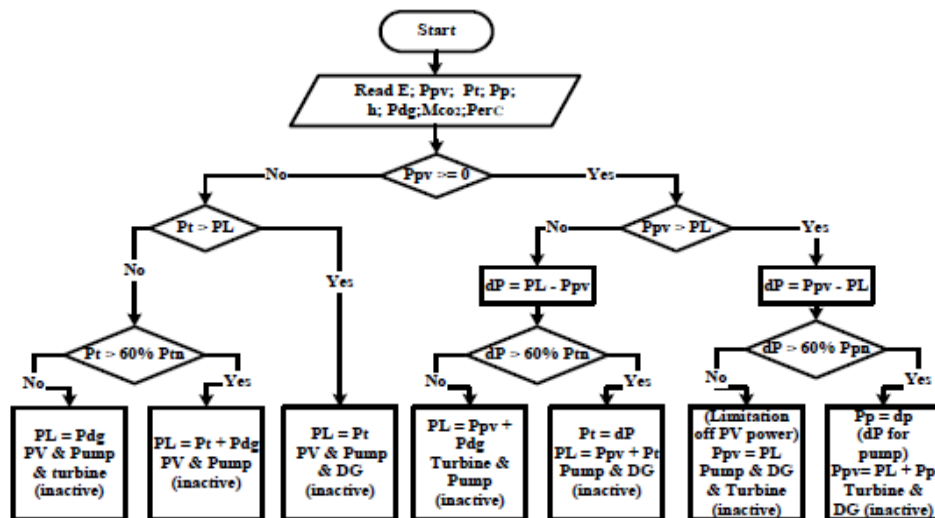 Start
Read E; Ppv; Pt; Pp;
h; Pdg;Mco2;PerC
No
Ppv >= 0
Yes
Pt > PL
No
Ppv > PL
Yes
No
Yes
dP = PL - Ppv
dP = Ppv - PL
Pt > 60% Ptn
dP > 60% Ptn
dP > 60% Ppn
No
Yes
No
Yes
No
Yes
PL = Pdg
PV & Pump
& turbine
(inactive)
PL = Pt + Pdg
PV & Pump
(inactive)
PL = Pt
PV & Pump
& DG
(inactive)
PL = Ppv +
Pdg
Turbine &
Pump
(inactive)
Pt = dP
PL = Ppv + Pt
Pump & DG
(inactive)
(Limitation
off PV power)
Ppv = PL
Pump & DG
& Turbine
(inactive)
Pp = dp
(dP for
pump)
Ppv= PL + Pp
Turbine &
DG (inactive)